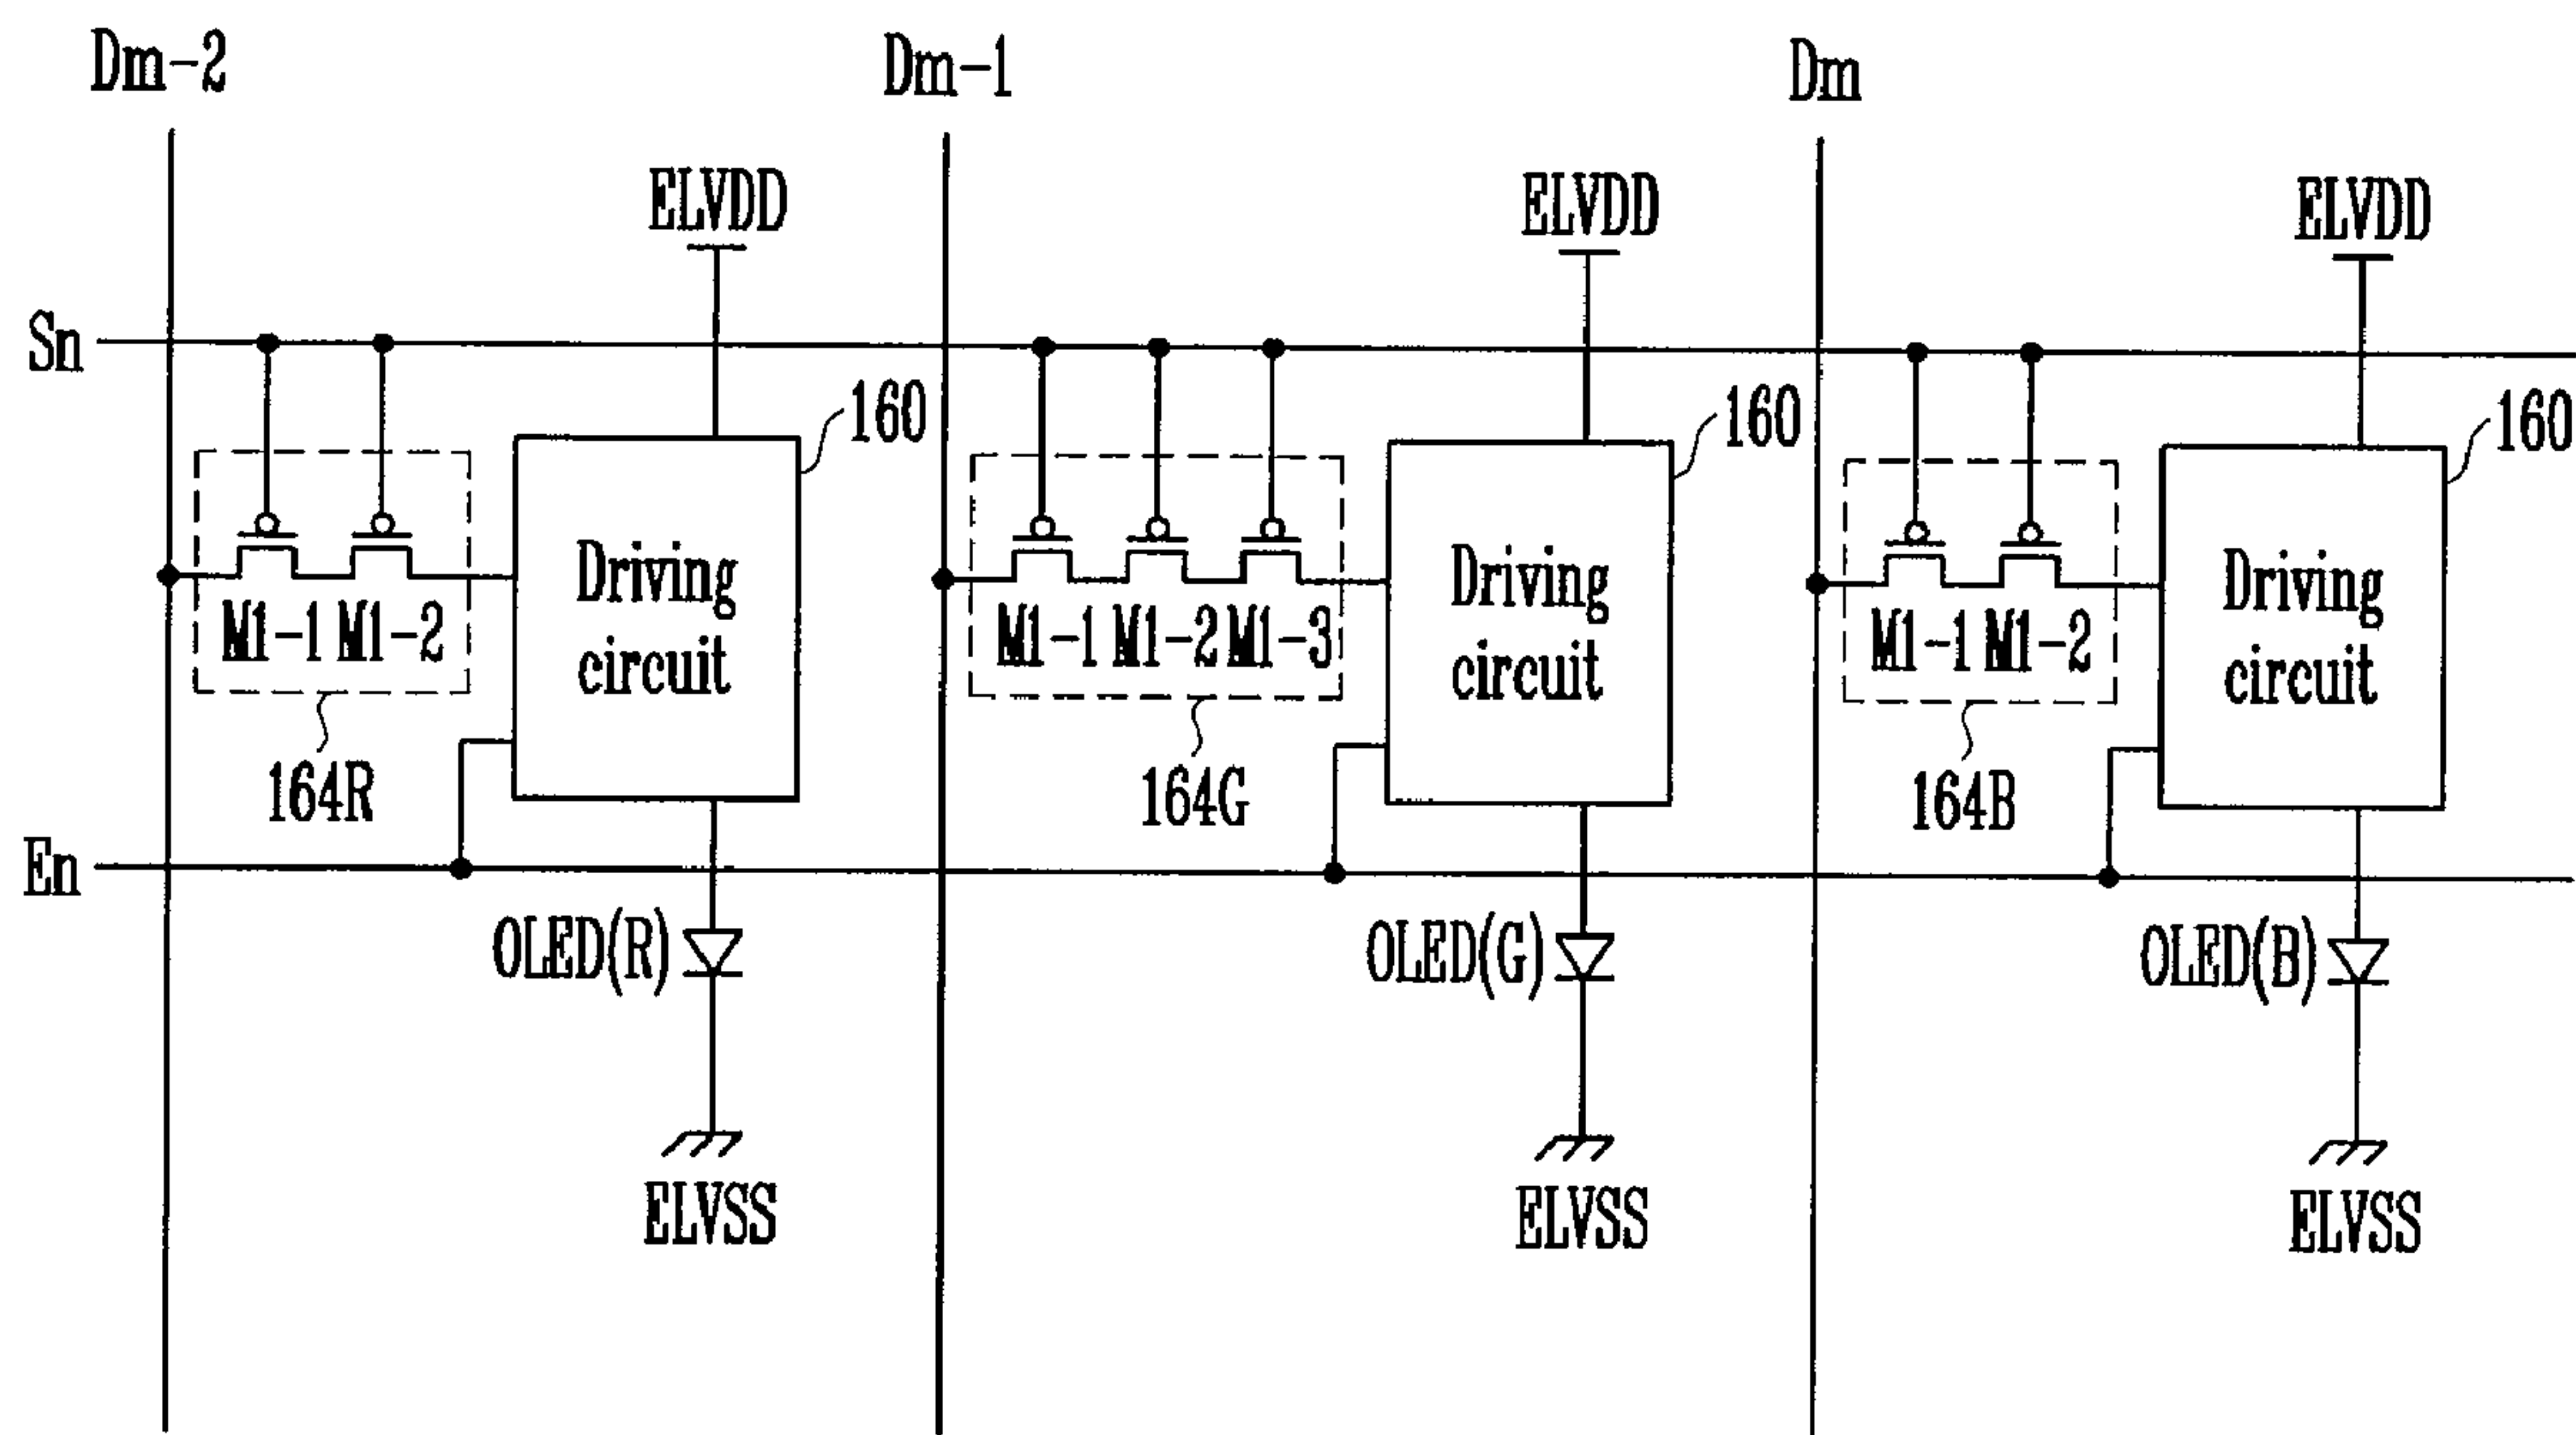 Dm-2 Dm-1 Dm
ELVDD ELVDD ELVDD
Sn
160 160 160
Driving circuit
Driving circuit
Driving circuit
M1-1 M1-2
M1-1 M1-2 M1-3
M1-1 M1-2
164R 164G 164B
En
OLED(R) OLED(G) OLED(B)
ELVSS ELVSS ELVSS